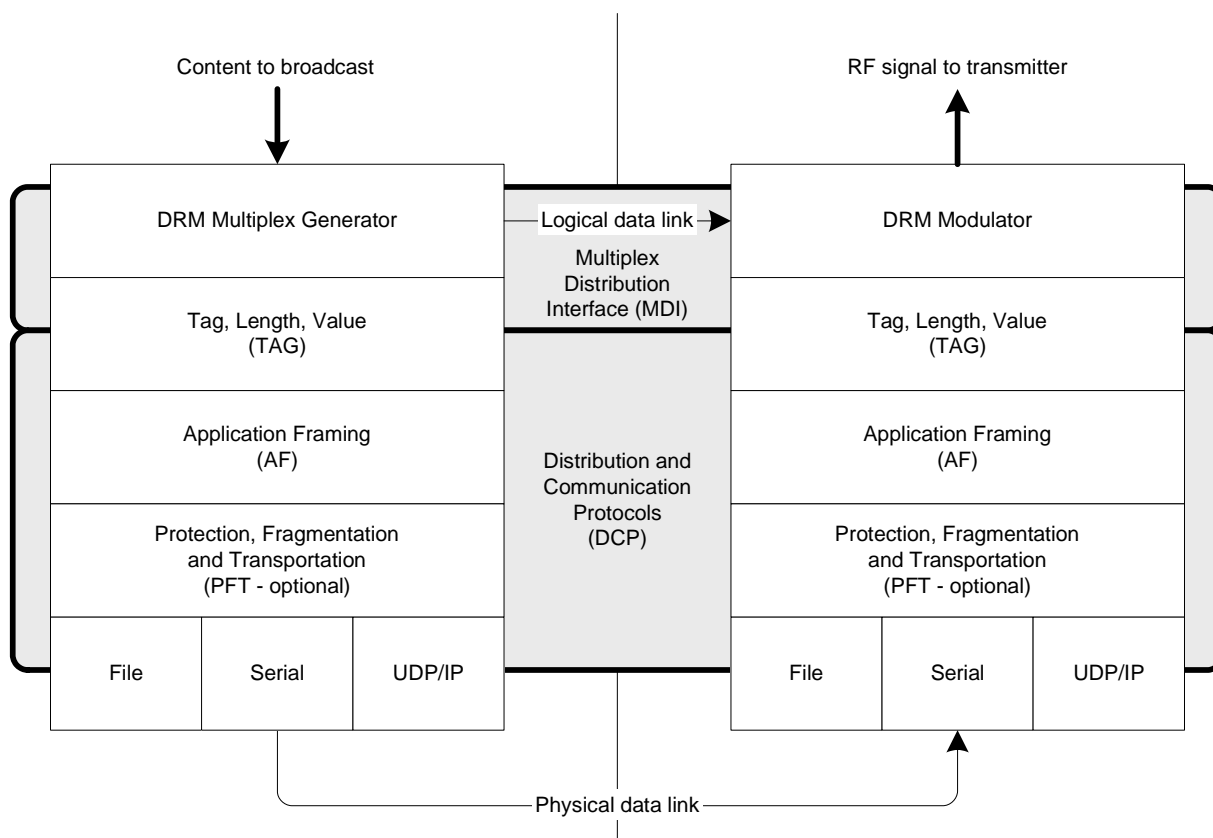 Content to broadcast
RF signal to transmitter
DRM Multiplex Generator
Logical data link
DRM Modulator
Multiplex
Distribution
Interface (MDI)
Tag, Length, Value
(TAG)
Tag, Length, Value
(TAG)
Application Framing
(AF)
Distribution and
Communication
Protocols
(DCP)
Application Framing
(AF)
Protection, Fragmentation
and Transportation
(PFT - optional)
Protection, Fragmentation
and Transportation
(PFT - optional)
File
Serial
UDP/IP
File
Serial
UDP/IP
Physical data link